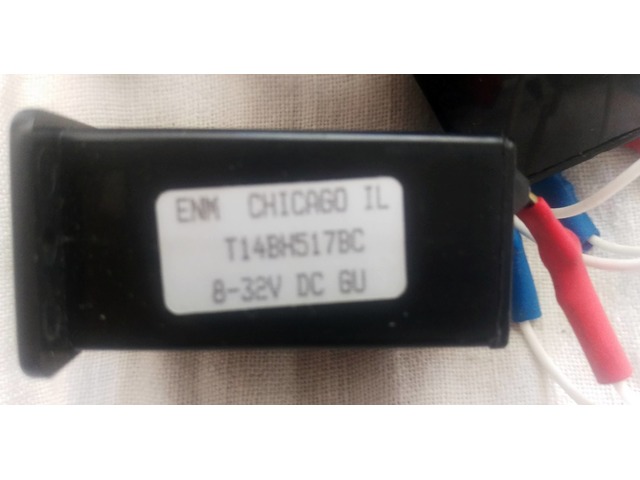 ENM CHICAGO IL
T14BH517BC
8-32V DC GU